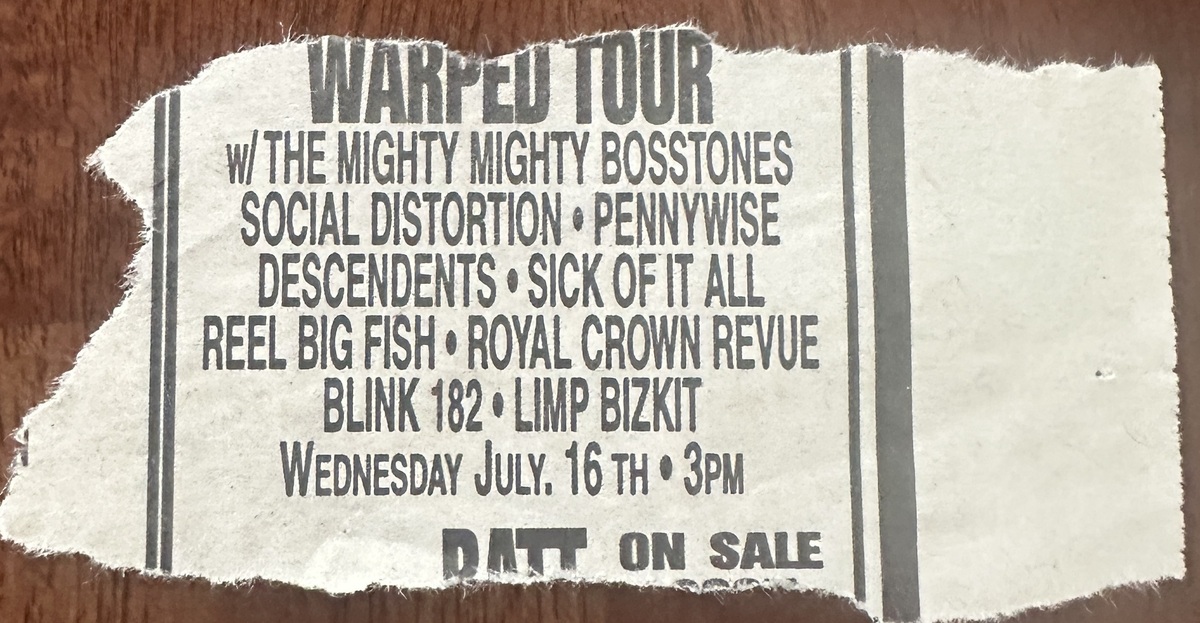 WARPED TOUR
W/ THE MIGHTY MIGHTY BOSSTONES
SOCIAL DISTORTION • PENNYWISE
DESCENDENTS • SICK OF IT ALL
REEL BIG FISH • ROYAL CROWN REVUE
BLINK 182 • LIMP BIZKIT
WEDNESDAY JULY. 16 TH • 3PM
RATT ON SALE